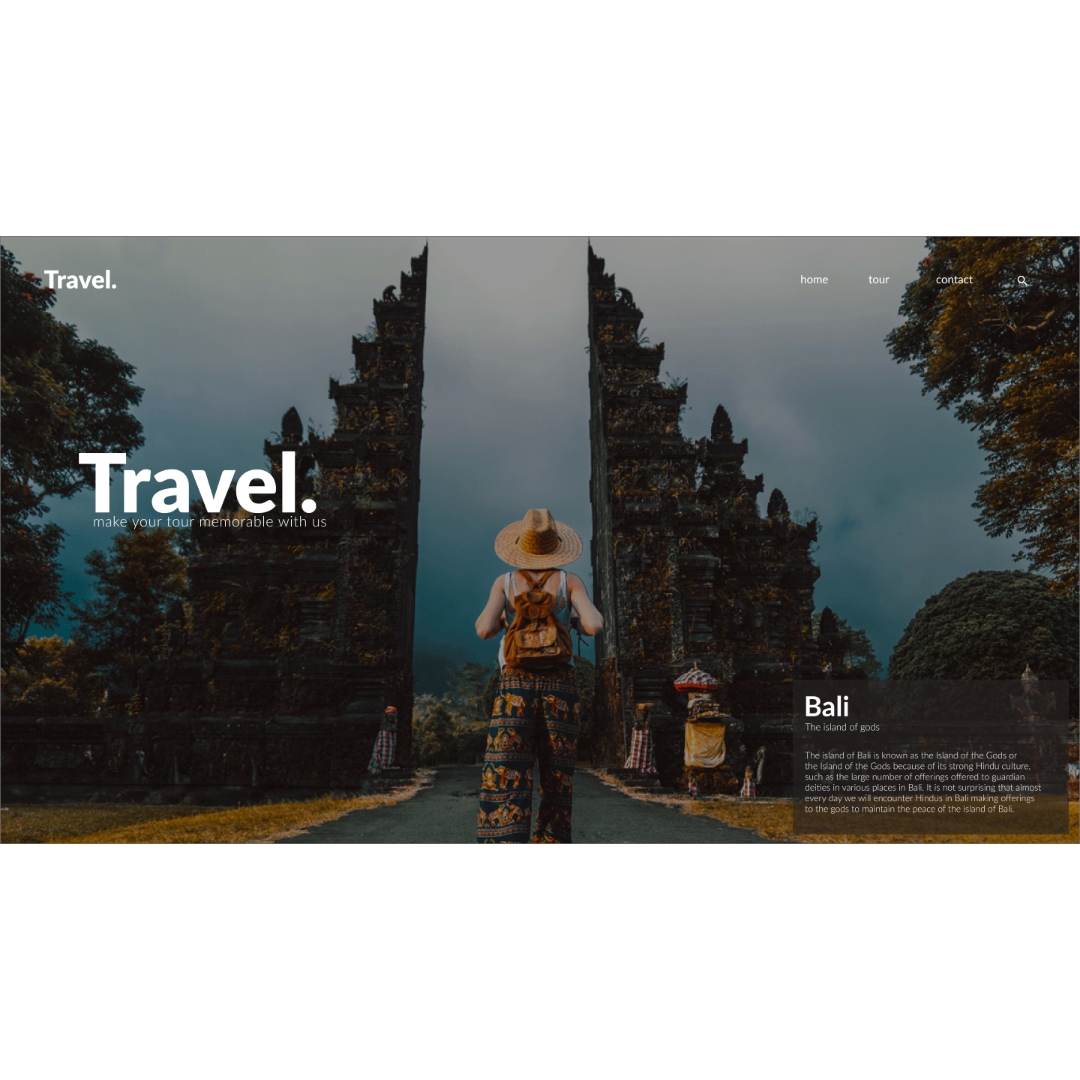 Travel.
home
tour
contact
Travel.
make your tour memorable with us
Bali
The island of gods
The island of Bali is known as the Island of the Gods or
the Island of the Gods because of its strong Hindu culture,
such as the large number of offerings offered to guardian
deities in various places in Bali. It is not surprising that almost
every day we will encounter Hindus in Bali making offerings
to the gods to maintain the peace of the island of Bali.